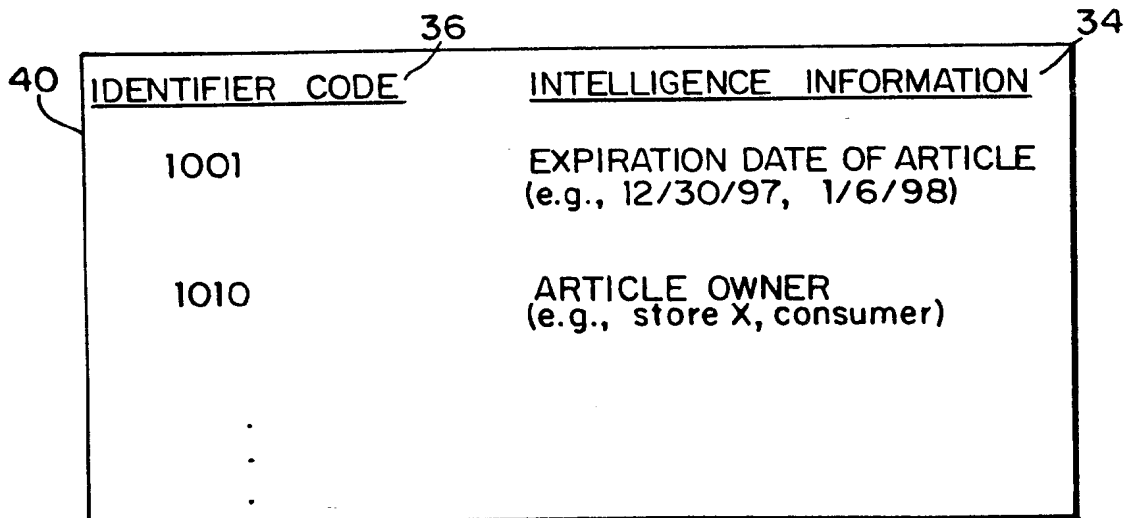 36
34
40
IDENTIFIER CODE INTELLIGENCE INFORMATION
1001 EXPIRATION DATE OF ARTICLE
(e.g., 12/30/97, 1/6/98)
1010 ARTICLE OWNER
(e.g., store X, consumer)
.
.
.